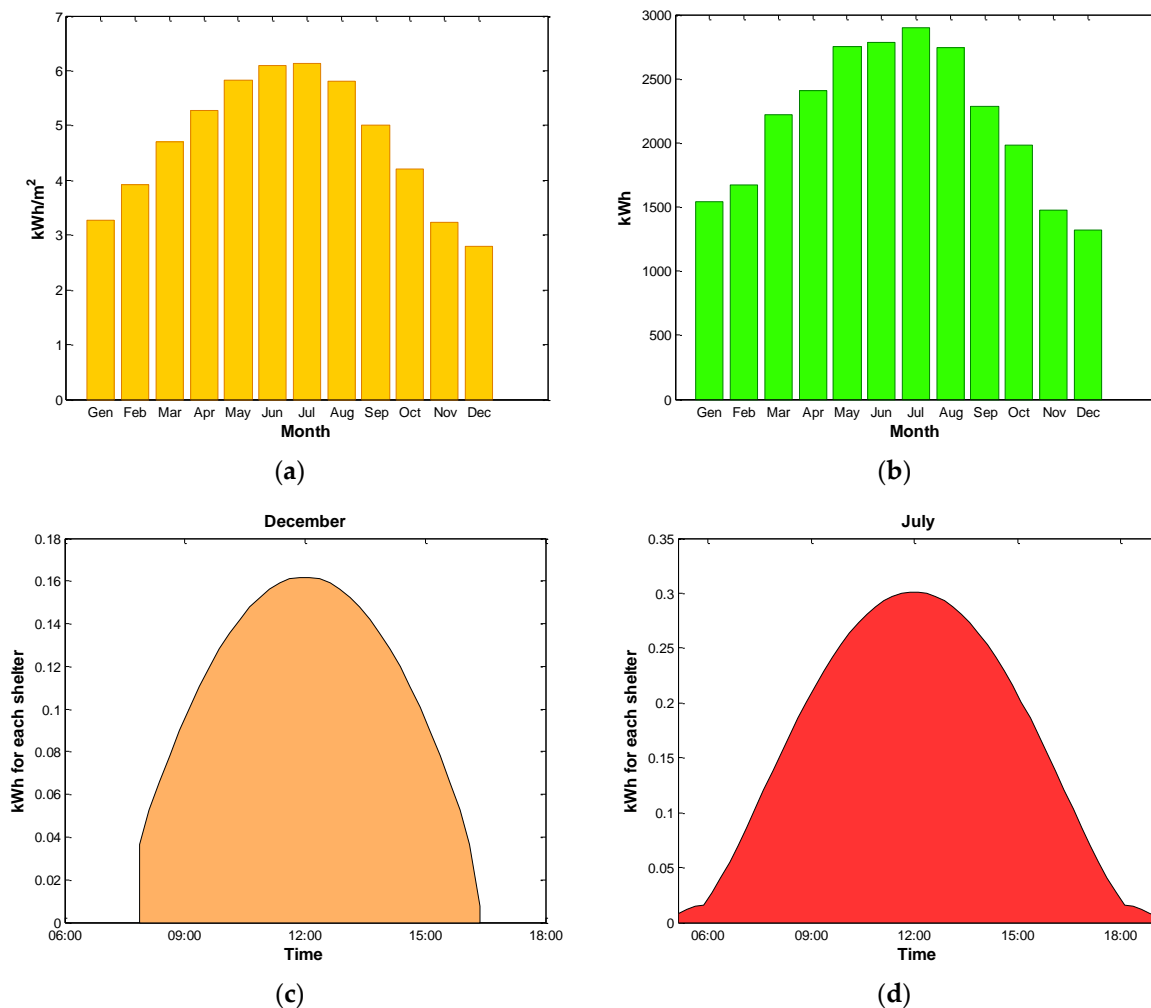 7
6
5
4
3
2
1
0
kWh/m²
Gen Feb Mar Apr May Jun Jul Aug Sep Oct Nov Dec
Month
(a)
3000
2500
2000
1500
1000
500
0
kWh
Gen Feb Mar Apr May Jun Jul Aug Sep Oct Nov Dec
Month
(b)
December
0.18
0.16
0.14
0.12
0.1
0.08
0.06
0.04
0.02
0
kWh for each shelter
06:00 09:00 12:00 15:00 18:00
Time
(c)
July
0.35
0.3
0.25
0.2
0.15
0.1
0.05
0
kWh for each shelter
06:00 09:00 12:00 15:00 18:00
Time
(d)